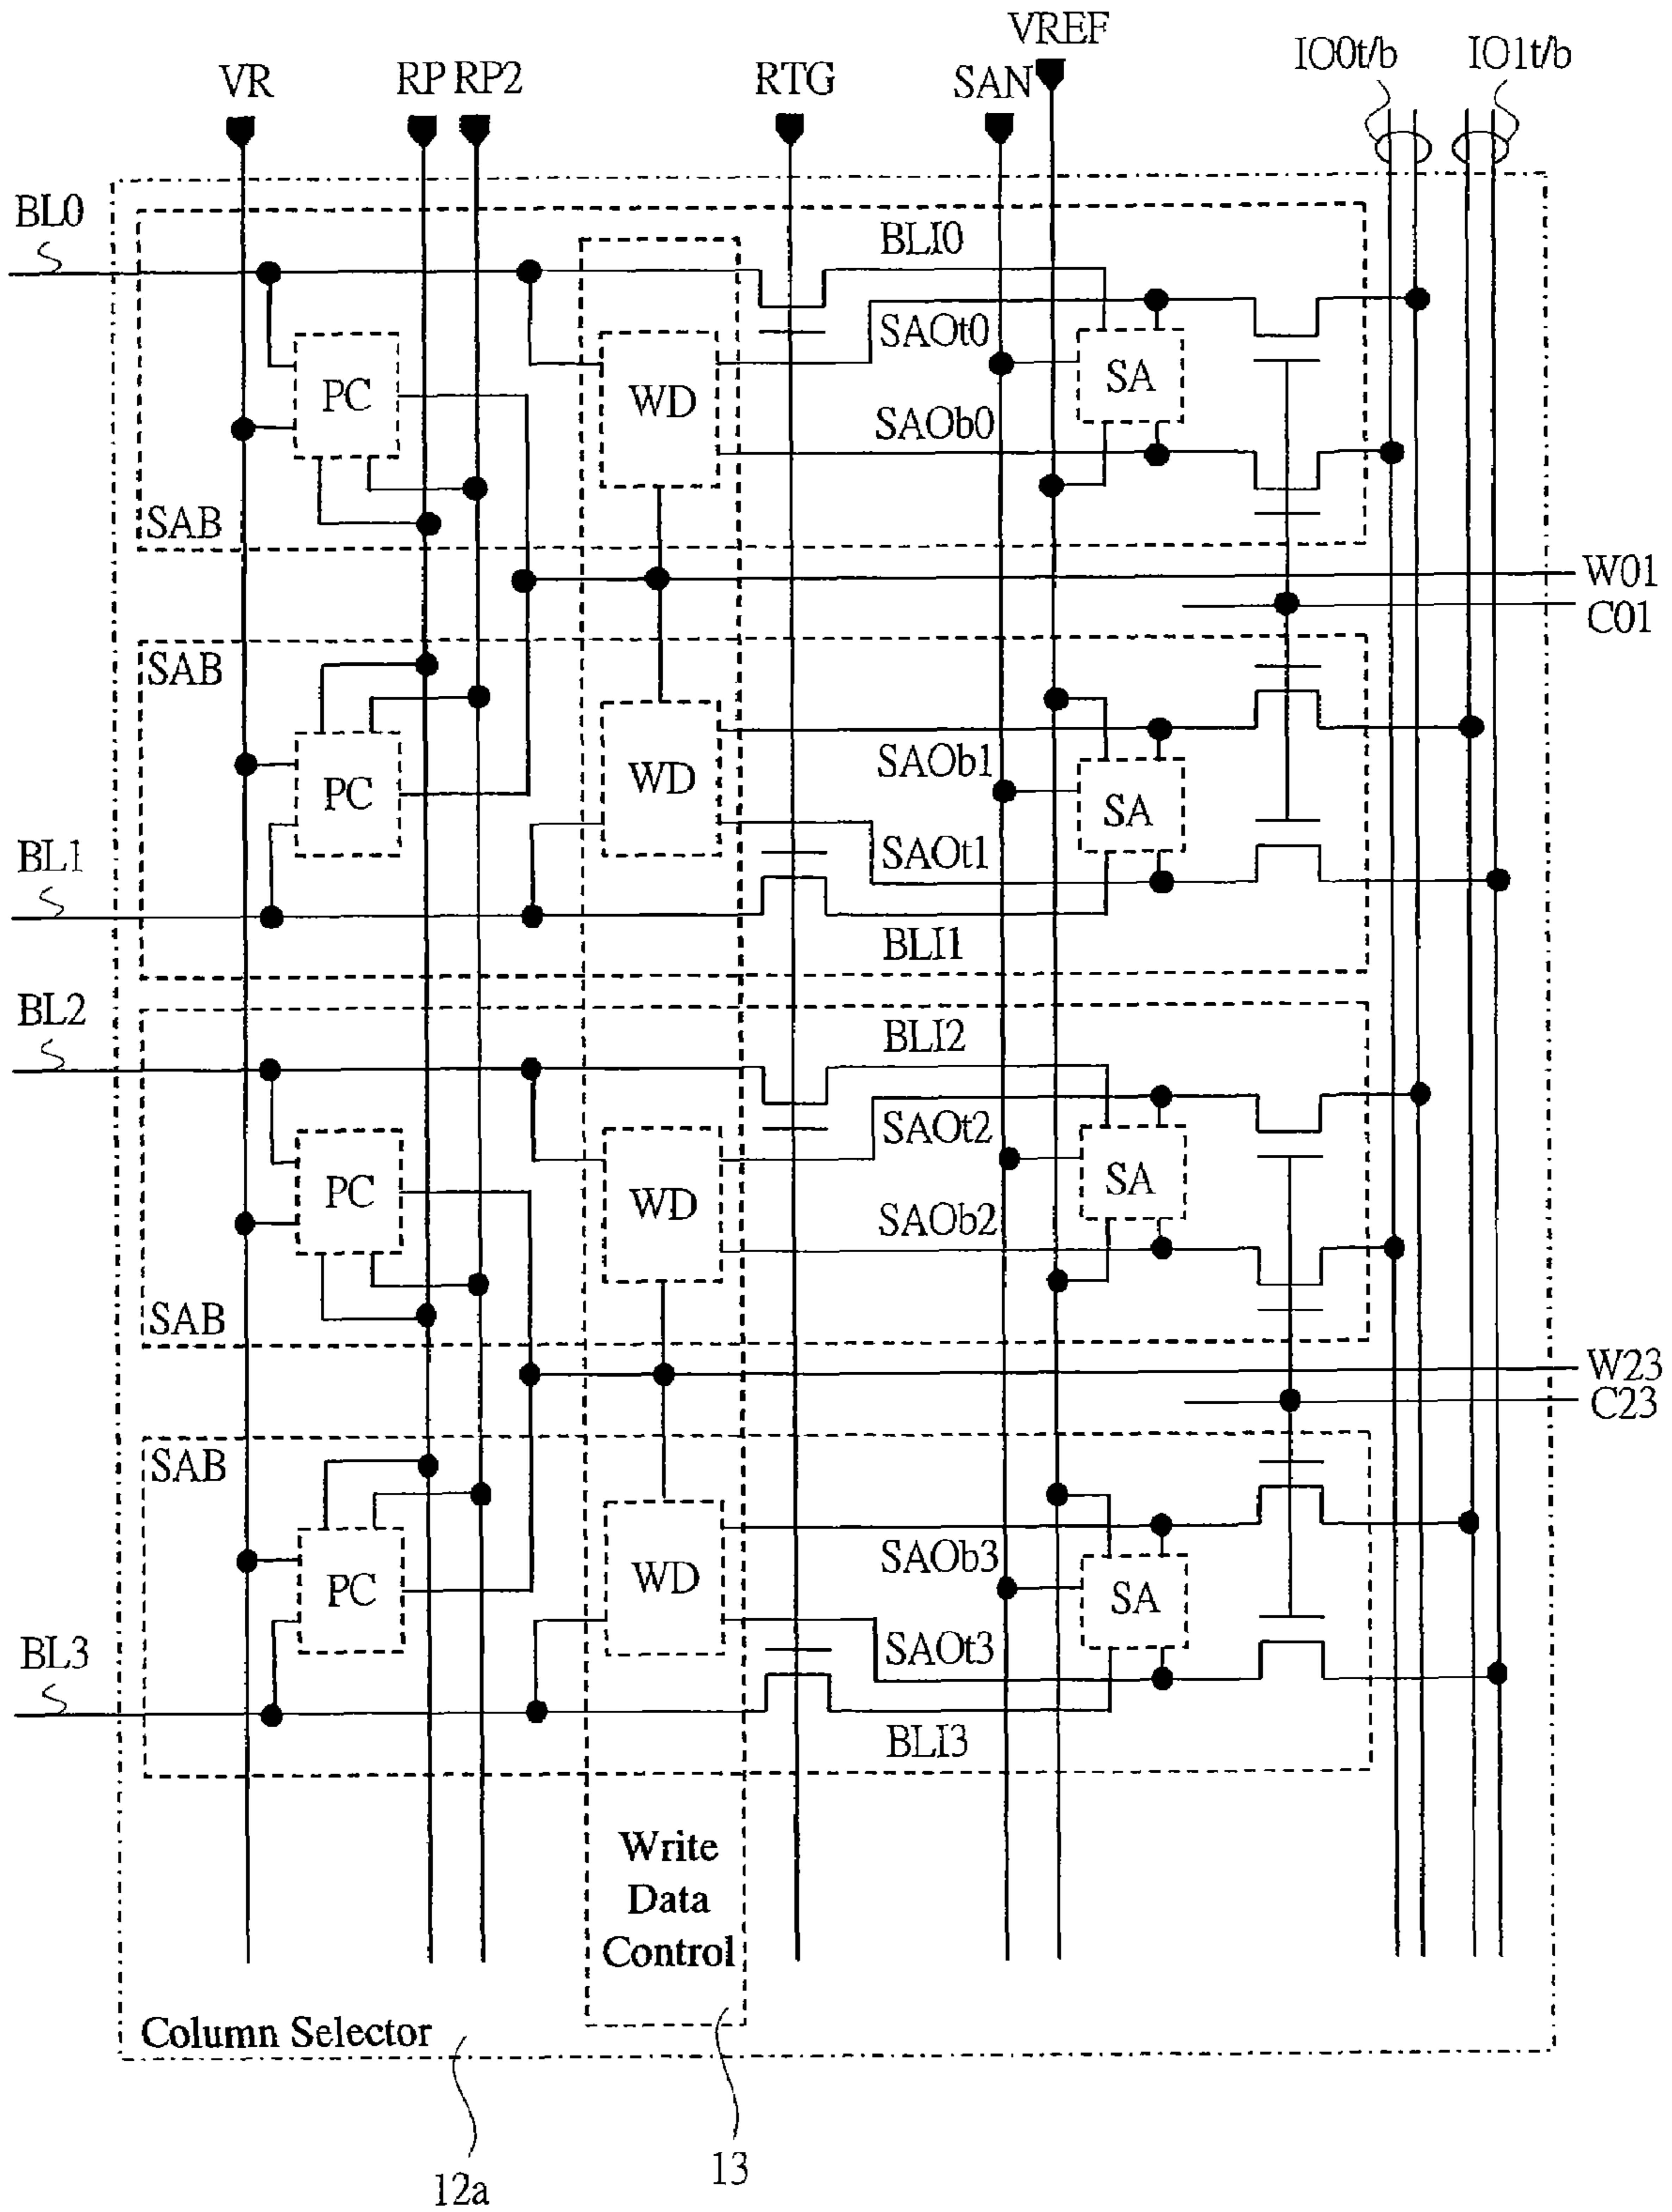 VREF
IO0t/b IO1t/b
VR RP RP2 RTG SAN
BL0
BLI0
SAOt0
PC WD SA
SAOb0
SAB
W01
C01
SAB
SAOb1
PC WD SA
SAOt1
BL1
BLI1
BL2
BLI2
SAOt2
PC WD SA
SAOb2
SAB
W23
C23
SAB
SAOb3
PC WD SA
SAOt3
BL3
BLI3
Write
Data
Control
Column Selector
13
12a